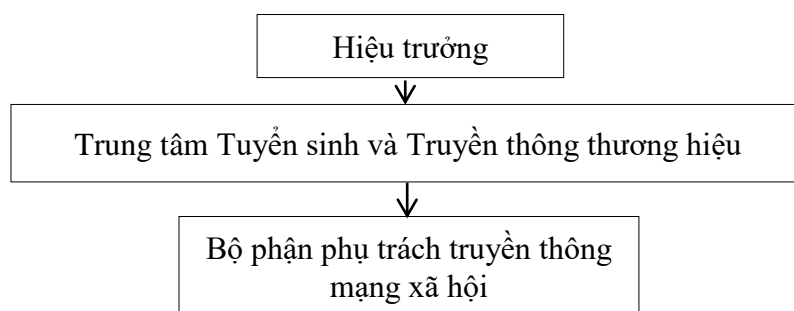 Hiệu trưởng
Trung tâm Tuyển sinh và Truyền thông thương hiệu
Bộ phận phụ trách truyền thông
mạng xã hội